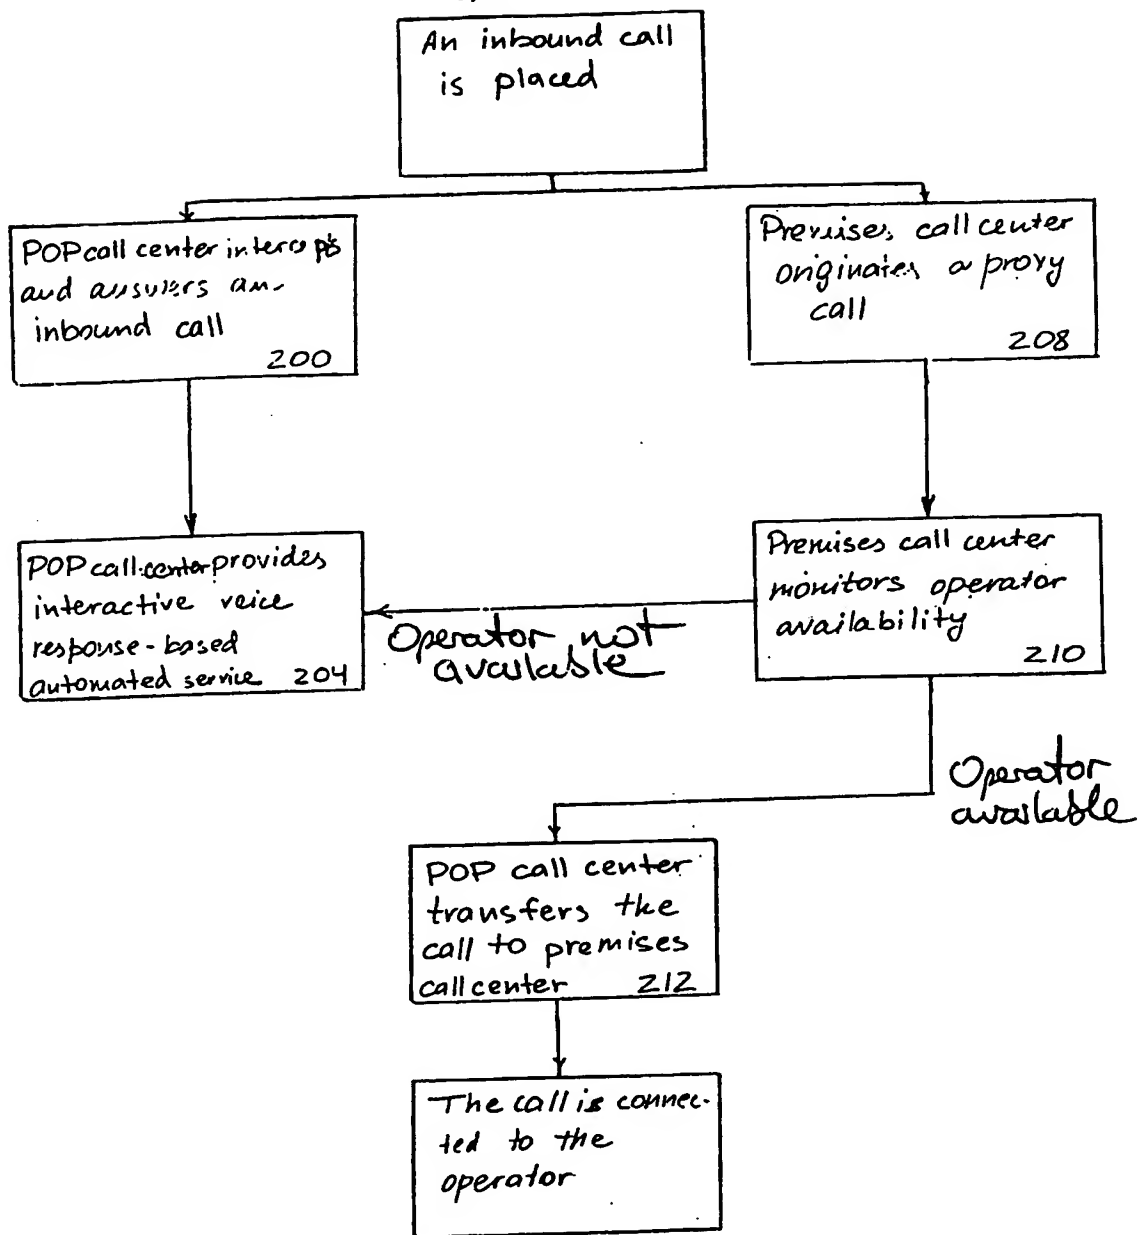 An inbound call
is placed
POP call center intercepts
and answers an
inbound call
200
Premises call center
originates a proxy
call
208
POP call center provides
interactive voice
response-based
automated service 204
Operator not
available
Premises call center
monitors operator
availability
210
Operator
available
POP call center
transfers the
call to premises
call center 212
The call is connec-
ted to the
operator